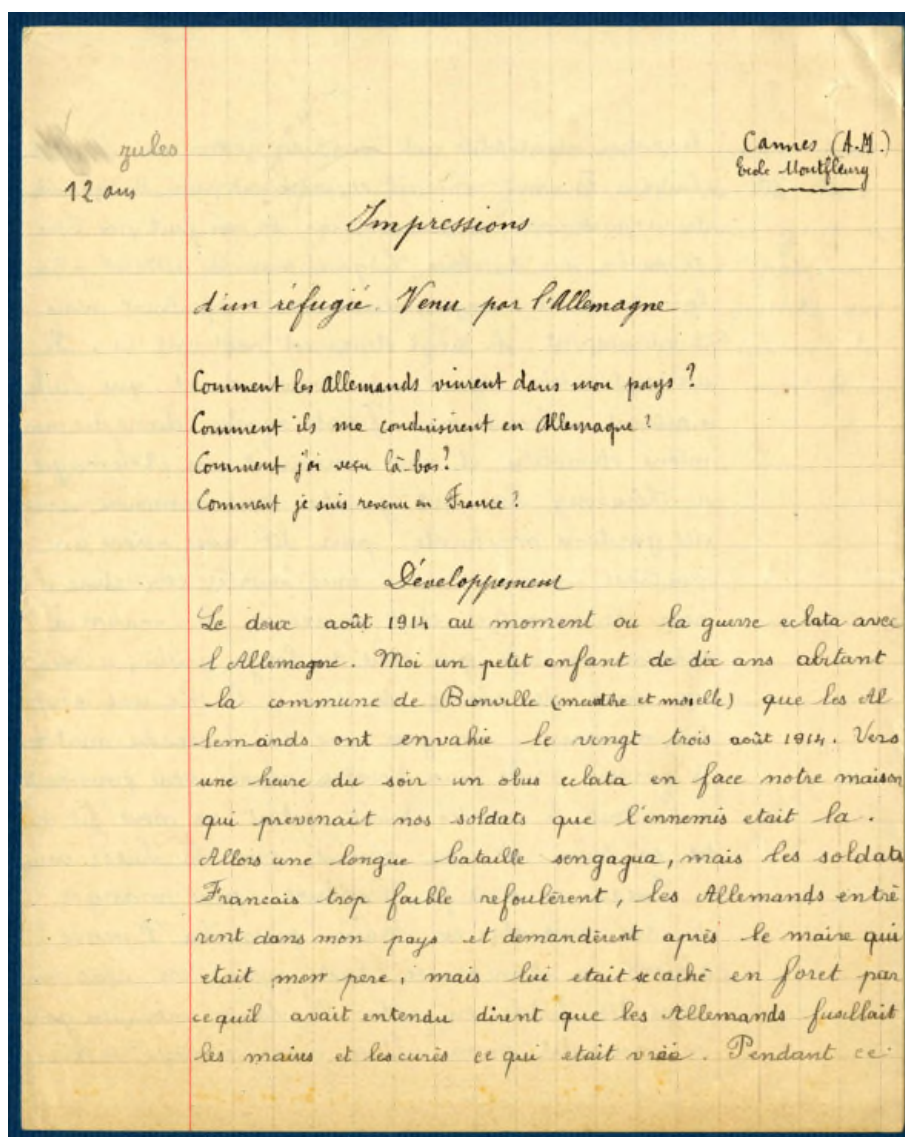 Jules
12 ans
Cannes (A.M.)
Ecole Montfleury
Impressions
d'un réfugié. Venu par l'Allemagne
Comment les Allemands vinrent dans mon pays ?
Comment ils me conduisirent en Allemagne ?
Comment j'ai veçu là-bas ?
Comment je suis revenu en France ?
Développement
Le deux août 1914 au moment ou la guerre eclata avec
l'Allemagne. Moi un petit enfant de dix ans abitant
la commune de Bionville (meurthe et moselle) que les Al
lemands ont envahie le vingt trois août 1914. Vers
une heure du soir un obus eclata en face notre maison
qui prevenait nos soldats que l'ennemis etait la.
Allors une longue bataille sengagua, mais les soldats
Francais trop faible refoulèrent, les Allemands entrè
rent dans mon pays et demandèrent après le maire qui
etait mon pere, mais lui etait secaché en foret par
cequil avait entendu dirent que les Allemands fusillait
les maires et lescurés ce qui etait vrée. Pendant ce